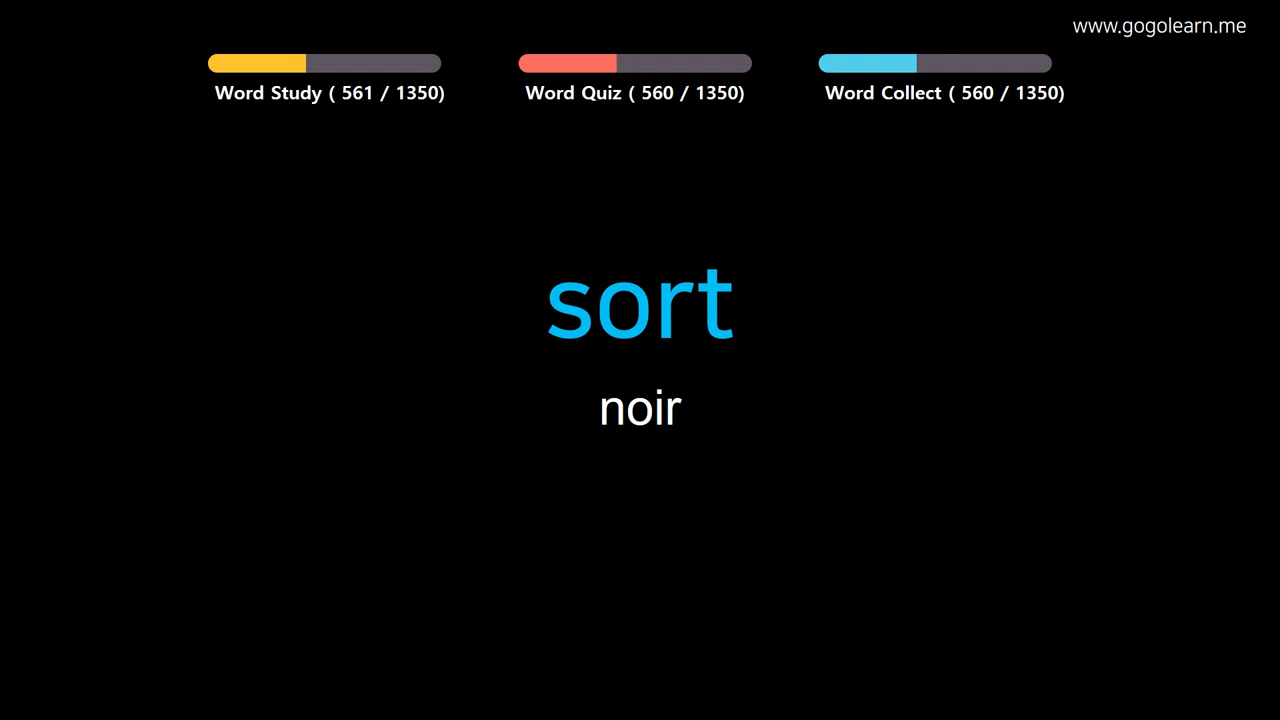 www.gogolearn.me
Word Study ( 561 / 1350)
Word Quiz ( 560 / 1350)
Word Collect ( 560 / 1350)
sort
noir